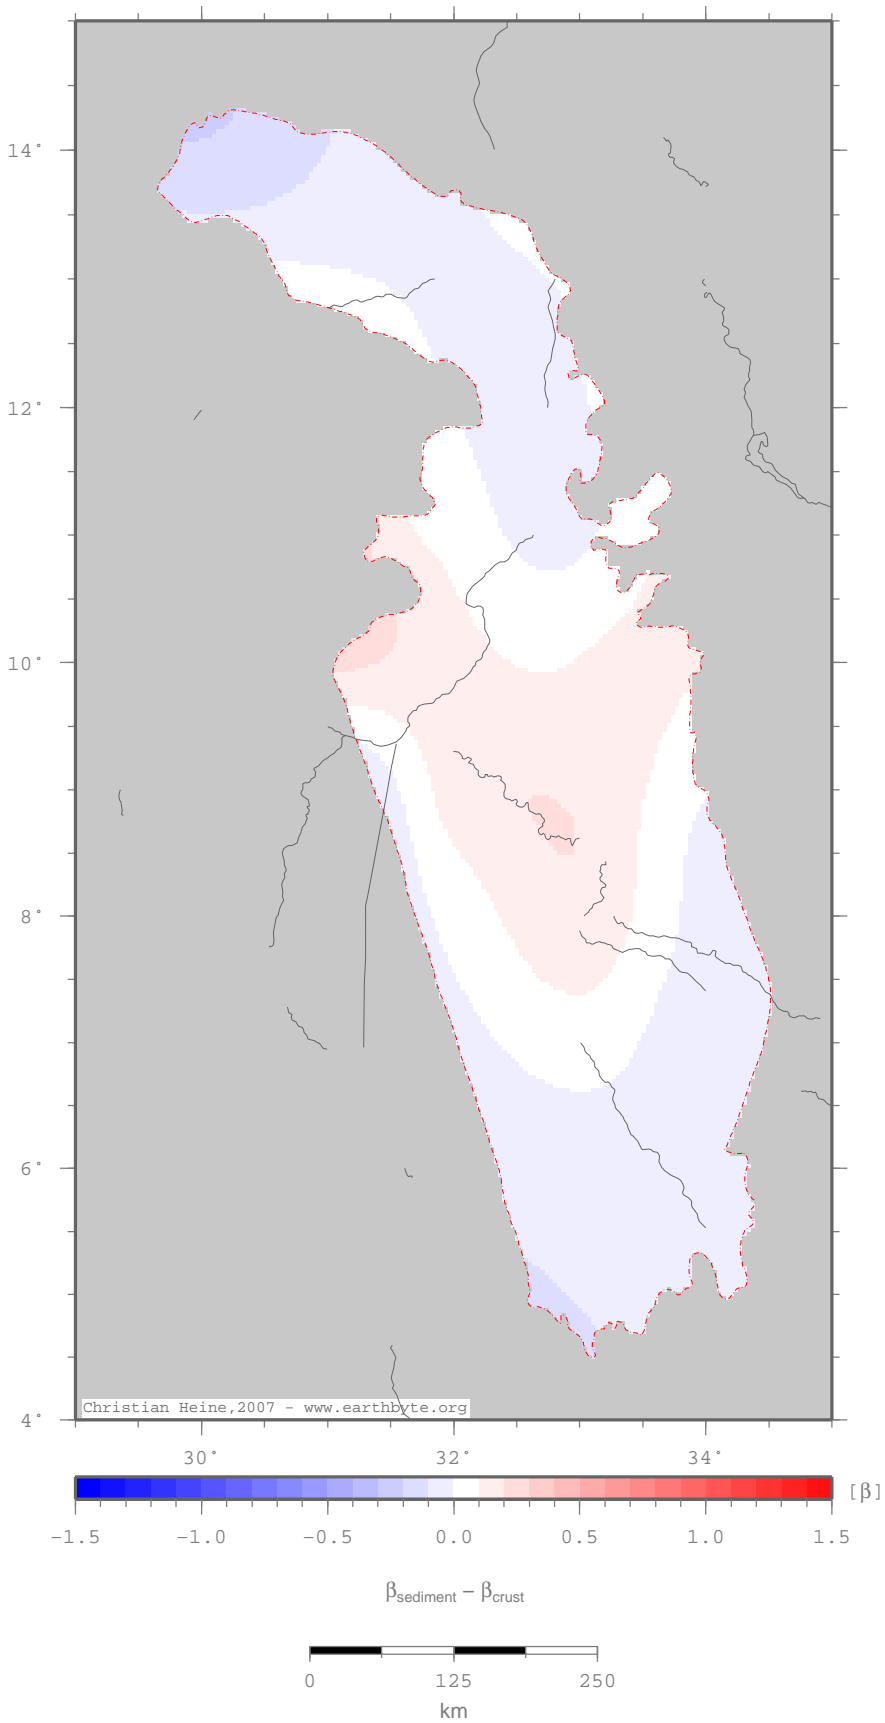 14°
12°
10°
8°
6°
4°
Christian Heine,2007 - www.earthbyte.org
30° 32° 34°
[β]
-1.5 -1.0 -0.5 0.0 0.5 1.0 1.5
βsediment – βcrust
0 125 250
km